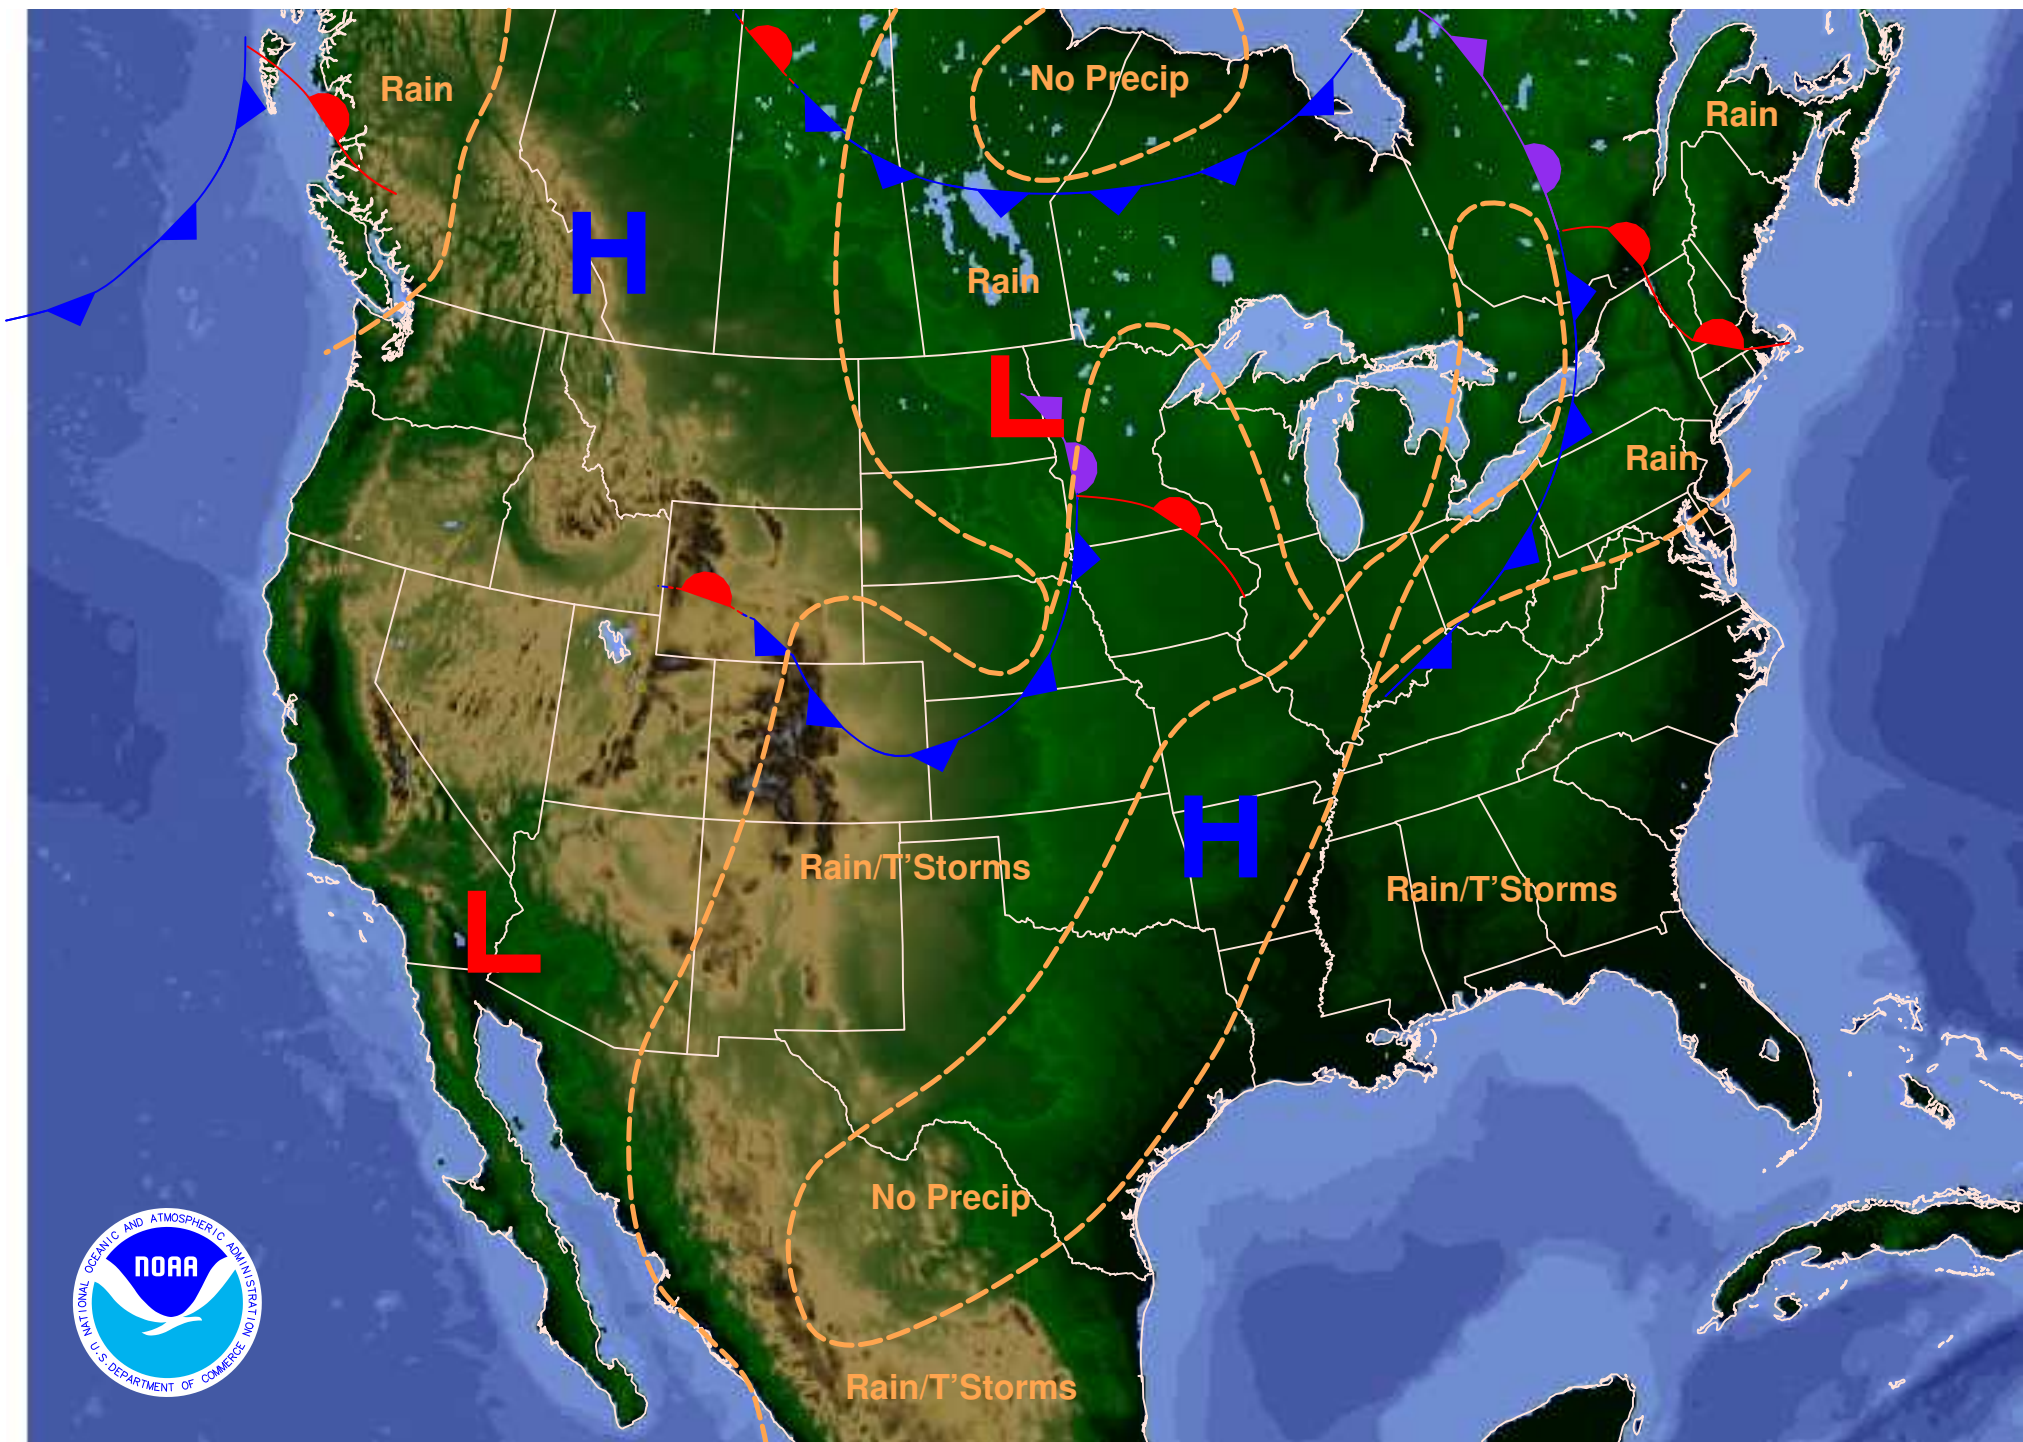 No Precip
Rain
Rain
H
Rain
L
Rain
H
Rain/T'Storms
Rain/T'Storms
L
No Precip
Rain/T'Storms
NATIONAL OCEANIC AND ATMOSPHERIC ADMINISTRATION
NOAA
U.S. DEPARTMENT OF COMMERCE